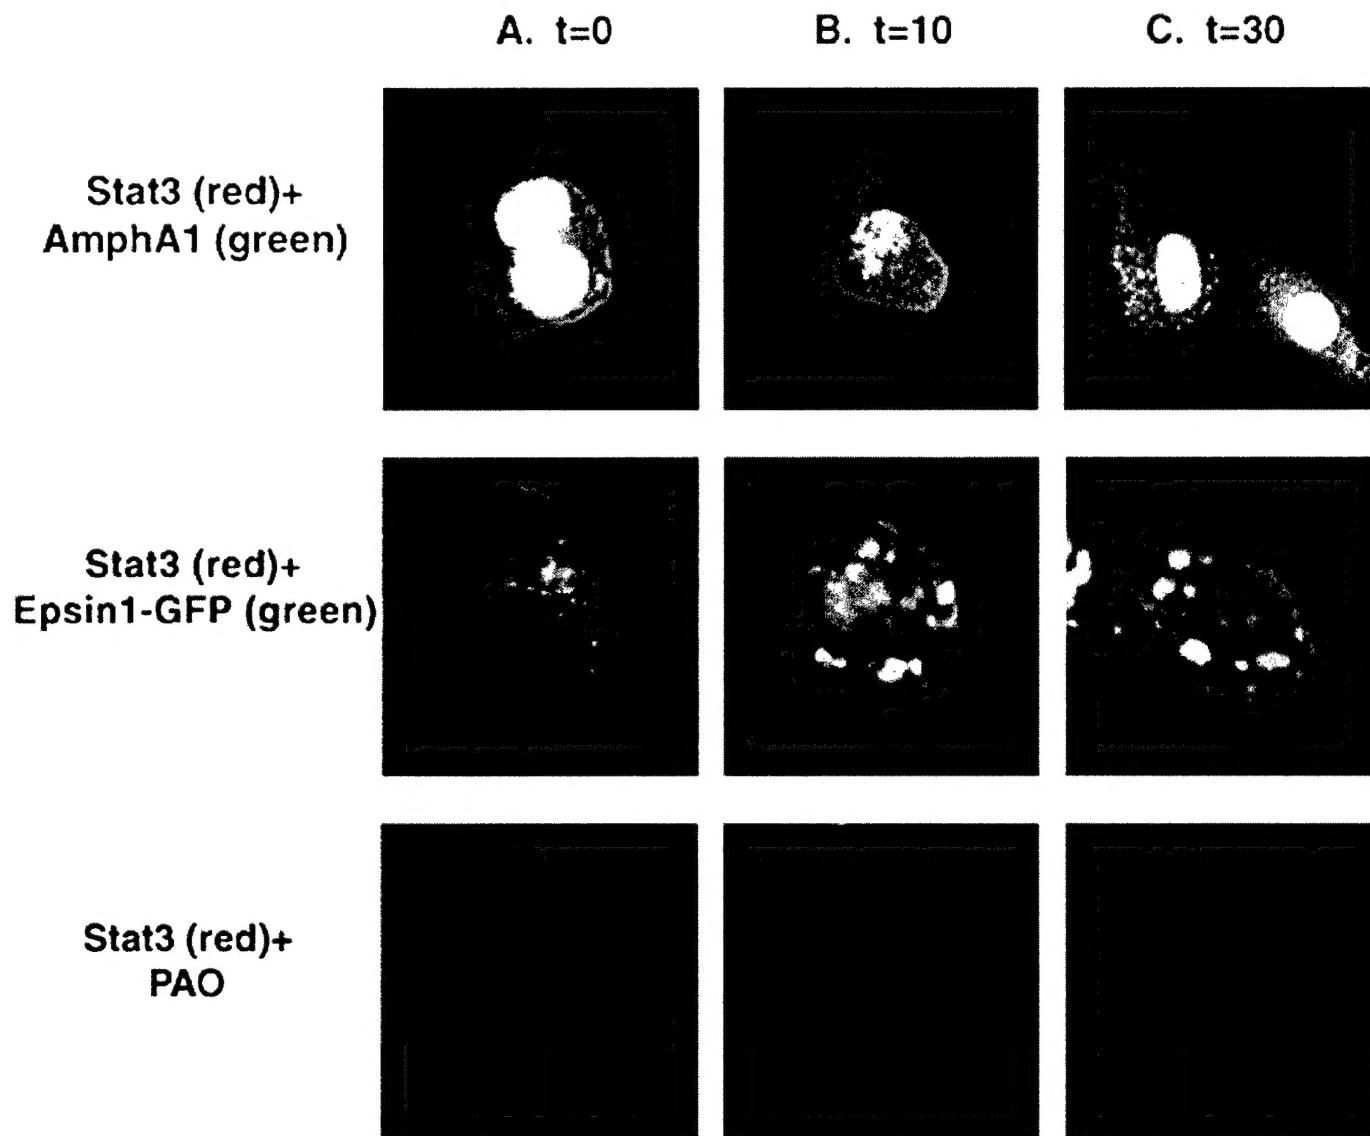 A. t=0
B. t=10
C. t=30
Stat3 (red)+
AmphA1 (green)
Stat3 (red)+
Epsin1-GFP (green)
Stat3 (red)+
PAO